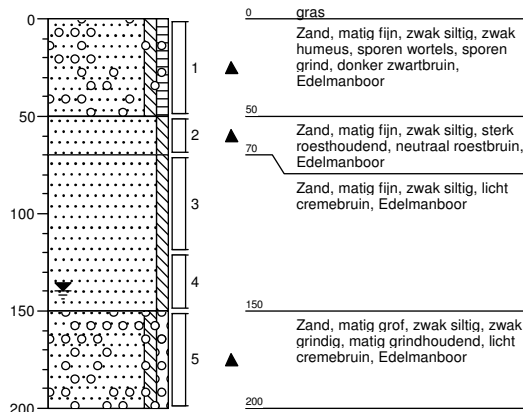 0
50
100
150
200
1
2
3
4
5
0
gras
Zand, matig fijn, zwak siltig, zwak
humeus, sporen wortels, sporen
grind, donker zwartbruin,
Edelmanboor
50
Zand, matig fijn, zwak siltig, sterk
roesthoudend, neutraal roestbruin,
Edelmanboor
70
Zand, matig fijn, zwak siltig, licht
cremebruin, Edelmanboor
150
Zand, matig grof, zwak siltig, zwak
grindig, matig grindhoudend, licht
cremebruin, Edelmanboor
200